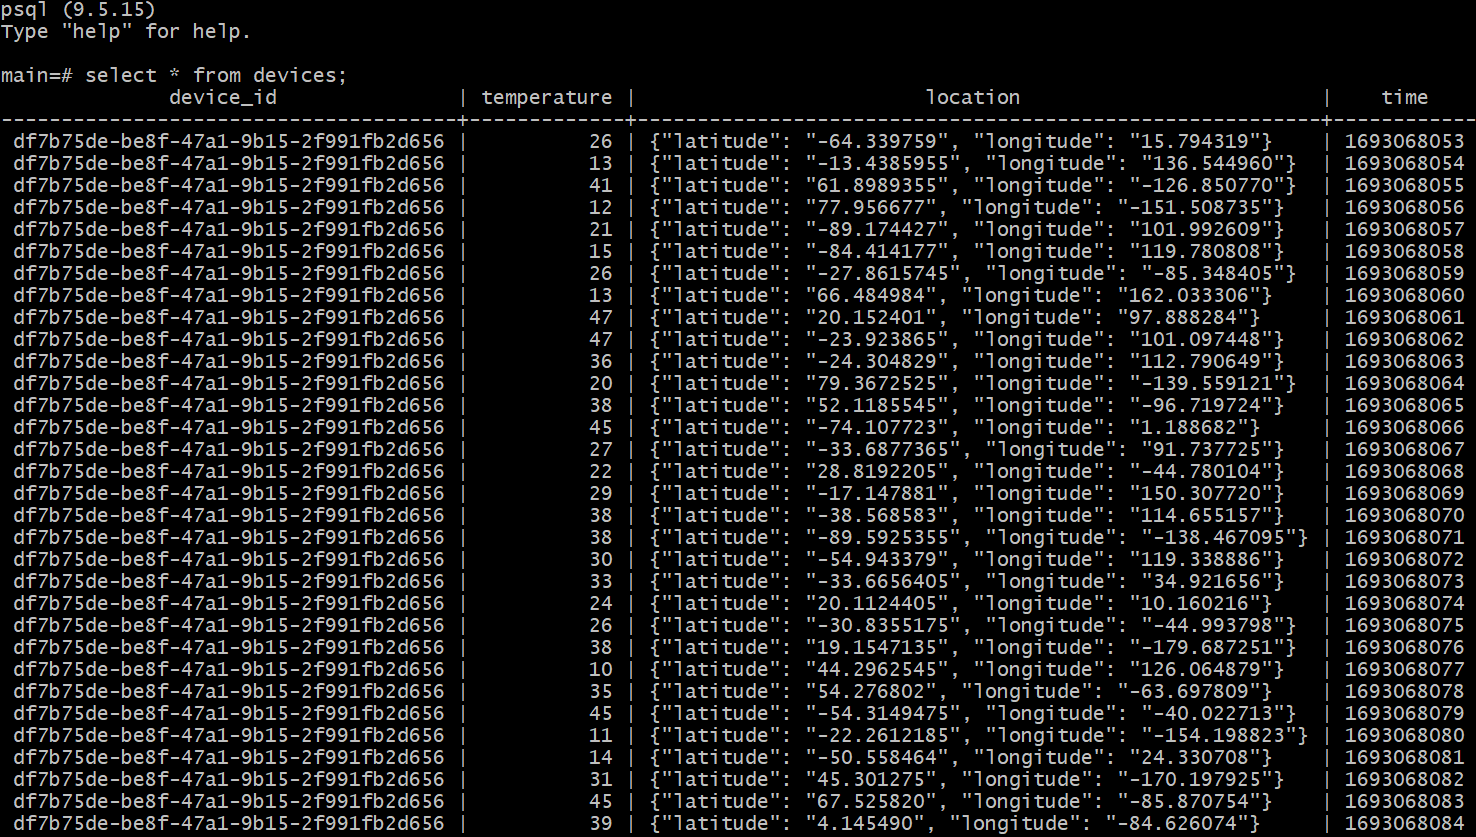 psql (9.5.15)
Type "help" for help.
main=# select * from devices;
device_id | temperature | location | time
--------------------------------------+-------------+---------------------------------------------------------+------------
df7b75de-be8f-47a1-9b15-2f991fb2d656 | 26 | {"latitude": "-64.339759", "longitude": "15.794319"} | 1693068053
df7b75de-be8f-47a1-9b15-2f991fb2d656 | 13 | {"latitude": "-13.4385955", "longitude": "136.544960"} | 1693068054
df7b75de-be8f-47a1-9b15-2f991fb2d656 | 41 | {"latitude": "61.8989355", "longitude": "-126.850770"} | 1693068055
df7b75de-be8f-47a1-9b15-2f991fb2d656 | 12 | {"latitude": "77.956677", "longitude": "-151.508735"} | 1693068056
df7b75de-be8f-47a1-9b15-2f991fb2d656 | 21 | {"latitude": "-89.174427", "longitude": "101.992609"} | 1693068057
df7b75de-be8f-47a1-9b15-2f991fb2d656 | 15 | {"latitude": "-84.414177", "longitude": "119.780808"} | 1693068058
df7b75de-be8f-47a1-9b15-2f991fb2d656 | 26 | {"latitude": "-27.8615745", "longitude": "-85.348405"} | 1693068059
df7b75de-be8f-47a1-9b15-2f991fb2d656 | 13 | {"latitude": "66.484984", "longitude": "162.033306"} | 1693068060
df7b75de-be8f-47a1-9b15-2f991fb2d656 | 47 | {"latitude": "20.152401", "longitude": "97.888284"} | 1693068061
df7b75de-be8f-47a1-9b15-2f991fb2d656 | 47 | {"latitude": "-23.923865", "longitude": "101.097448"} | 1693068062
df7b75de-be8f-47a1-9b15-2f991fb2d656 | 36 | {"latitude": "-24.304829", "longitude": "112.790649"} | 1693068063
df7b75de-be8f-47a1-9b15-2f991fb2d656 | 20 | {"latitude": "79.3672525", "longitude": "-139.559121"} | 1693068064
df7b75de-be8f-47a1-9b15-2f991fb2d656 | 38 | {"latitude": "52.1185545", "longitude": "-96.719724"} | 1693068065
df7b75de-be8f-47a1-9b15-2f991fb2d656 | 45 | {"latitude": "-74.107723", "longitude": "1.188682"} | 1693068066
df7b75de-be8f-47a1-9b15-2f991fb2d656 | 27 | {"latitude": "-33.6877365", "longitude": "91.737725"} | 1693068067
df7b75de-be8f-47a1-9b15-2f991fb2d656 | 22 | {"latitude": "28.8192205", "longitude": "-44.780104"} | 1693068068
df7b75de-be8f-47a1-9b15-2f991fb2d656 | 29 | {"latitude": "-17.147881", "longitude": "150.307720"} | 1693068069
df7b75de-be8f-47a1-9b15-2f991fb2d656 | 38 | {"latitude": "-38.568583", "longitude": "114.655157"} | 1693068070
df7b75de-be8f-47a1-9b15-2f991fb2d656 | 38 | {"latitude": "-89.5925355", "longitude": "-138.467095"} | 1693068071
df7b75de-be8f-47a1-9b15-2f991fb2d656 | 30 | {"latitude": "-54.943379", "longitude": "119.338886"} | 1693068072
df7b75de-be8f-47a1-9b15-2f991fb2d656 | 33 | {"latitude": "-33.6656405", "longitude": "34.921656"} | 1693068073
df7b75de-be8f-47a1-9b15-2f991fb2d656 | 24 | {"latitude": "20.1124405", "longitude": "10.160216"} | 1693068074
df7b75de-be8f-47a1-9b15-2f991fb2d656 | 26 | {"latitude": "-30.8355175", "longitude": "-44.993798"} | 1693068075
df7b75de-be8f-47a1-9b15-2f991fb2d656 | 38 | {"latitude": "19.1547135", "longitude": "-179.687251"} | 1693068076
df7b75de-be8f-47a1-9b15-2f991fb2d656 | 10 | {"latitude": "44.2962545", "longitude": "126.064879"} | 1693068077
df7b75de-be8f-47a1-9b15-2f991fb2d656 | 35 | {"latitude": "54.276802", "longitude": "-63.697809"} | 1693068078
df7b75de-be8f-47a1-9b15-2f991fb2d656 | 45 | {"latitude": "-54.3149475", "longitude": "-40.022713"} | 1693068079
df7b75de-be8f-47a1-9b15-2f991fb2d656 | 11 | {"latitude": "-22.2612185", "longitude": "-154.198823"} | 1693068080
df7b75de-be8f-47a1-9b15-2f991fb2d656 | 14 | {"latitude": "-50.558464", "longitude": "24.330708"} | 1693068081
df7b75de-be8f-47a1-9b15-2f991fb2d656 | 31 | {"latitude": "45.301275", "longitude": "-170.197925"} | 1693068082
df7b75de-be8f-47a1-9b15-2f991fb2d656 | 45 | {"latitude": "67.525820", "longitude": "-85.870754"} | 1693068083
df7b75de-be8f-47a1-9b15-2f991fb2d656 | 39 | {"latitude": "4.145490", "longitude": "-84.626074"} | 1693068084